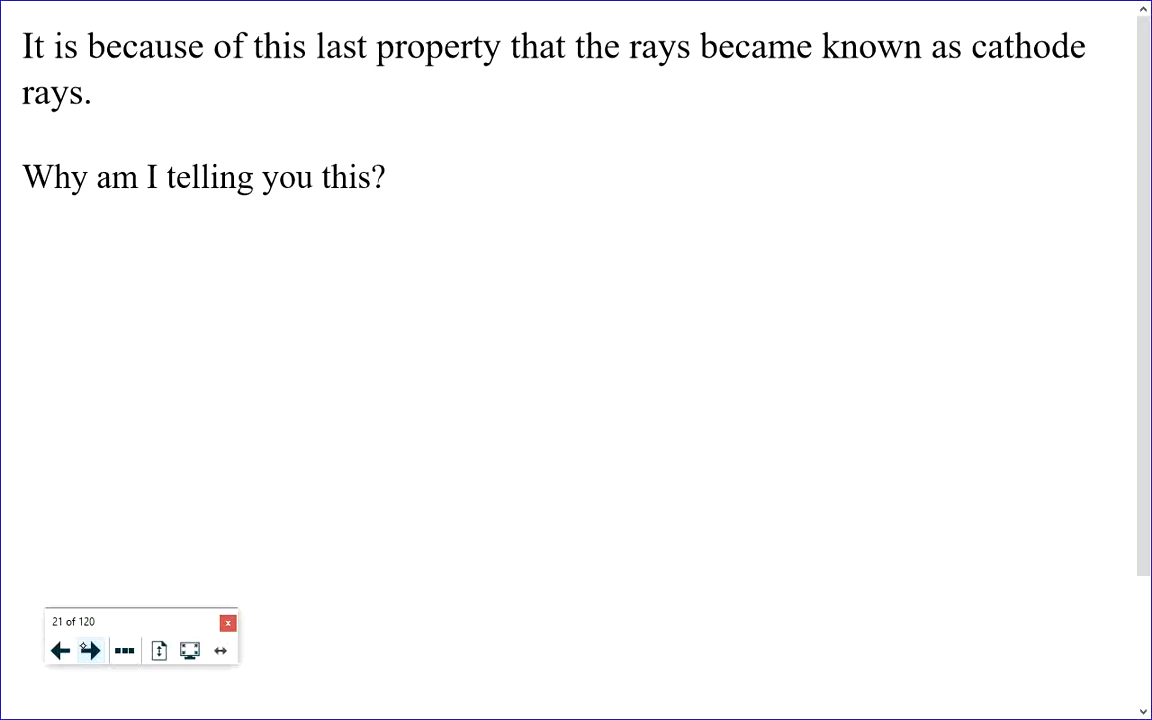 It is because of this last property that the rays became known as cathode
rays.
Why am I telling you this?
21 of 120
x